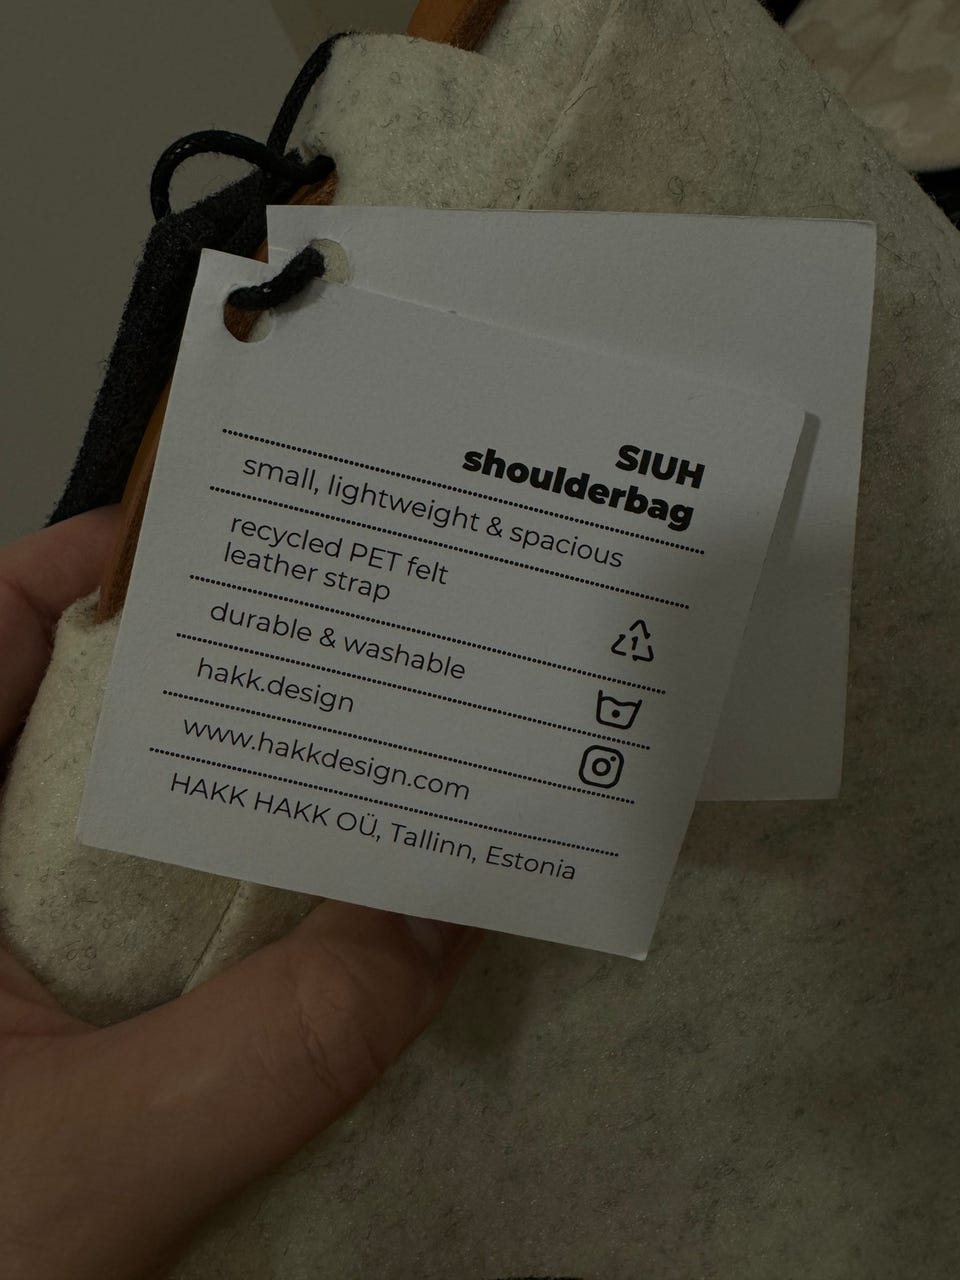 SIUH
shoulderbag
small, lightweight & spacious
recycled PET felt
leather strap
1
durable & washable
hakk.design
www.hakkdesign.com
HAKK HAKK OÜ, Tallinn, Estonia